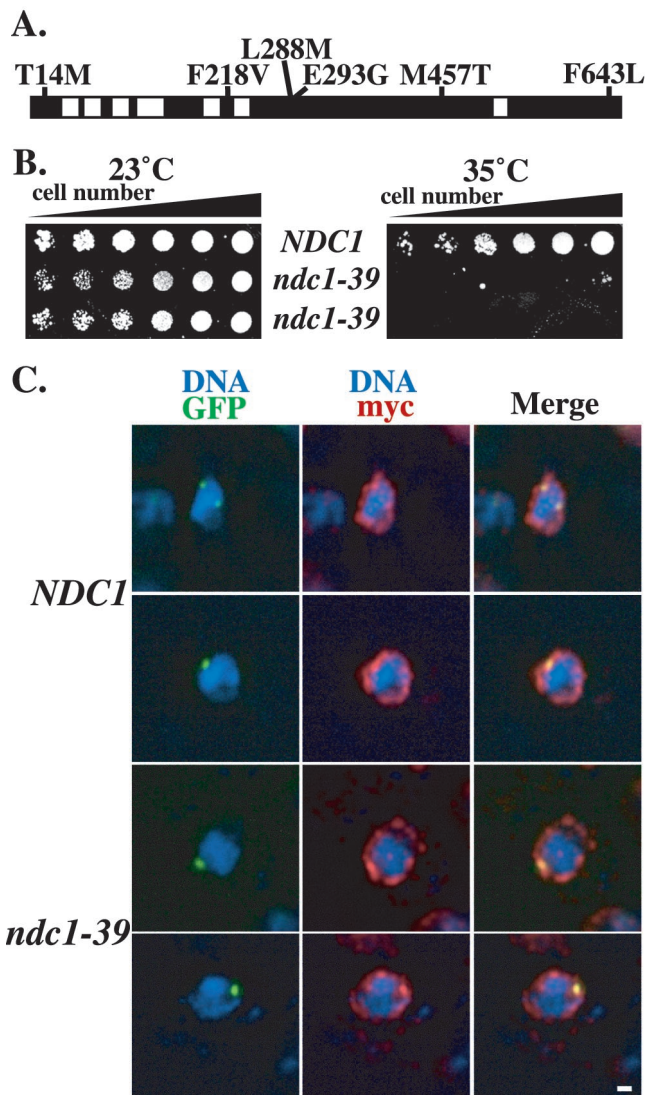 A.
L288M
T14M F218V E293G M457T F643L
B.
23°C 35°C
cell number cell number
NDC1
ndc1-39
ndc1-39
C.
DNA DNA
GFP myc Merge
NDC1
ndc1-39